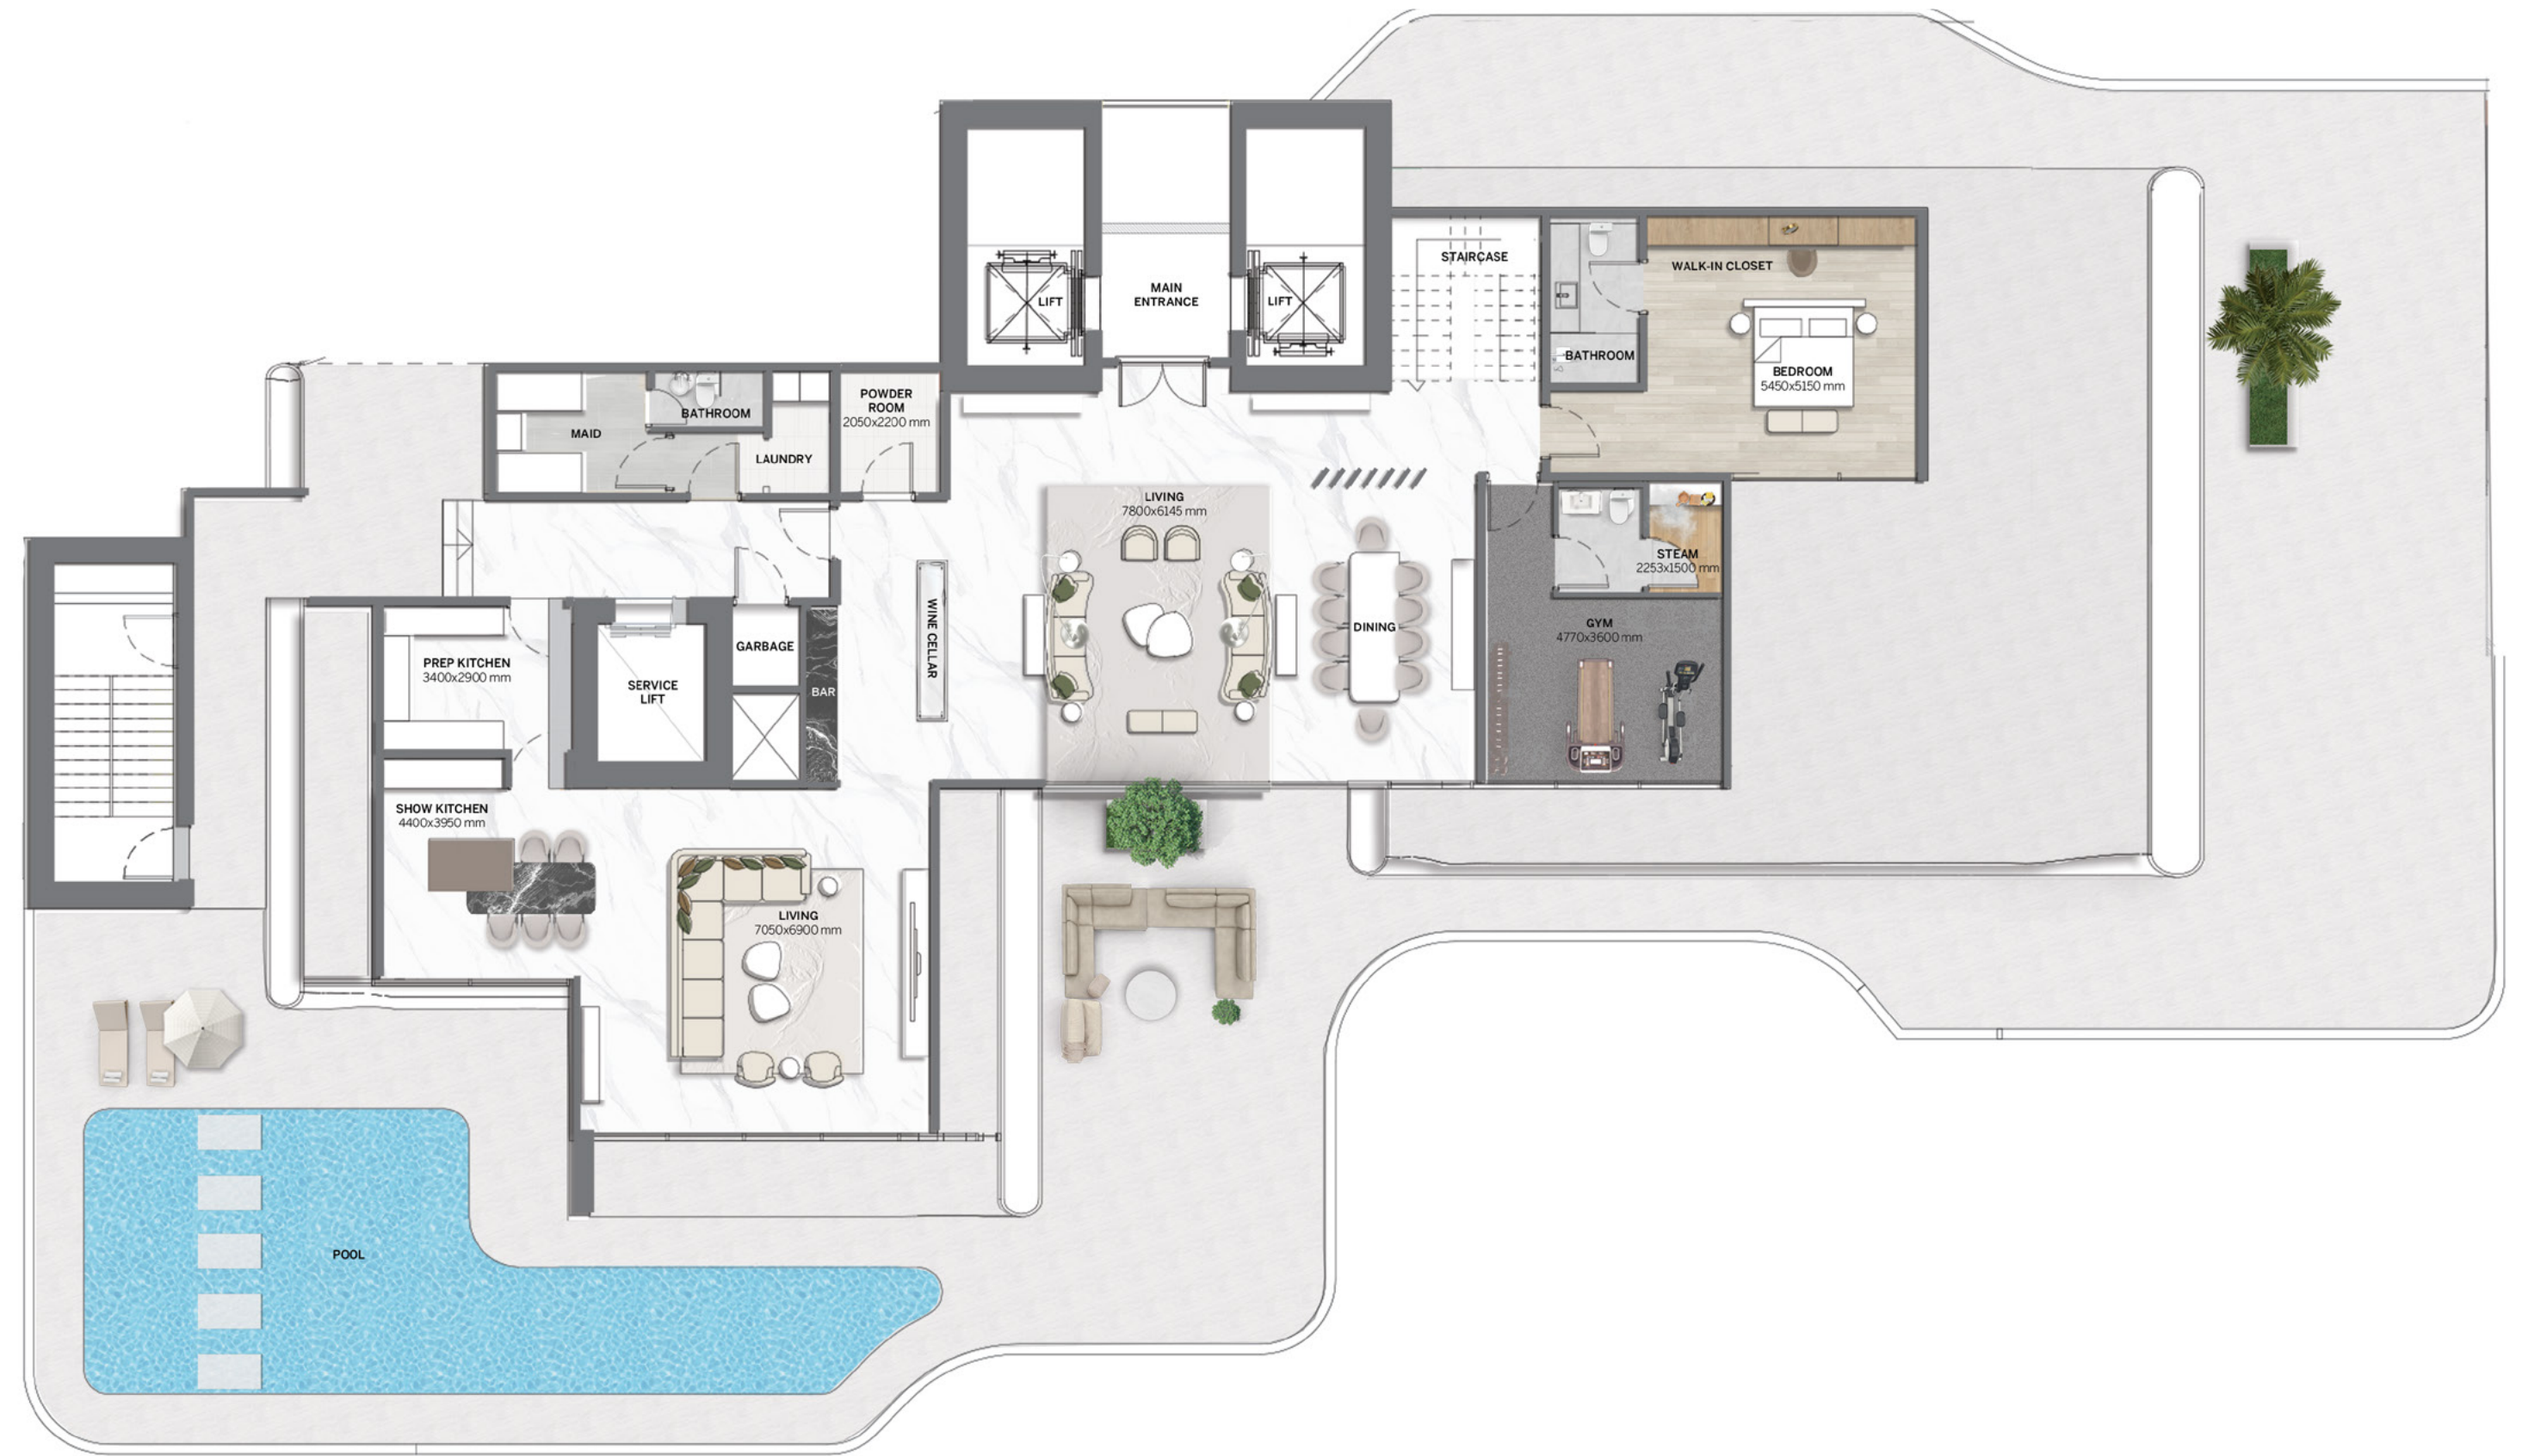 STAIRCASE
WALK-IN CLOSET
MAIN
ENTRANCE
LIFT
LIFT
BATHROOM
BEDROOM
5450x5150 mm
POWDER
ROOM
2050x2200 mm
BATHROOM
MAID
LAUNDRY
LIVING
7800x6145 mm
STEAM
2253x1500 mm
WINE CELLAR
DINING
GYM
4770x3600 mm
GARBAGE
PREP KITCHEN
3400x2900 mm
SERVICE
LIFT
BAR
SHOW KITCHEN
4400x3950 mm
LIVING
7050x6900 mm
POOL